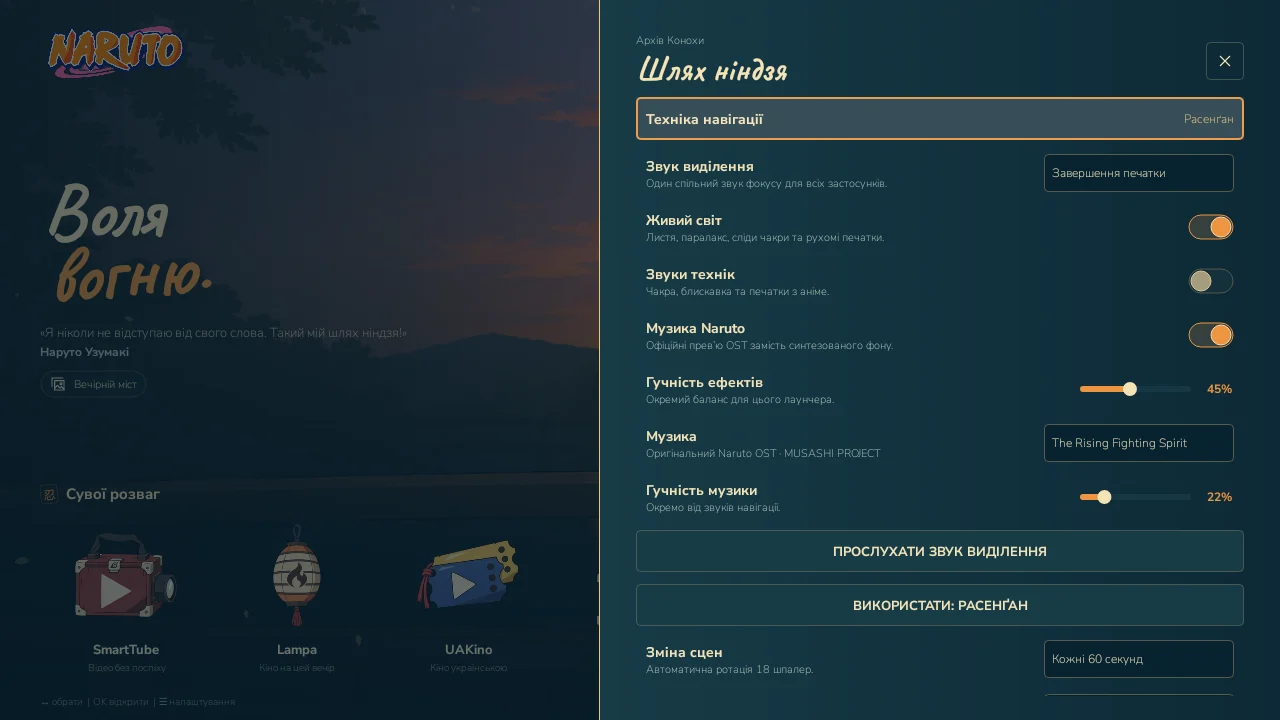 NARUTO
Воля
вогню.
«Я ніколи не відступаю від свого слова. Такий мій шлях ніндзя!»
Наруто Узумакі
Вечірній міст
Сувої розваг
SmartTube
Відео без поспіху
Lampa
Кіно на цей вечір
UAKino
Кіно українською
↔ обрати | OK відкрити | ☰ налаштування
Архів Конохи
Шлях ніндзя
Техніка навігації
Расенґан
Звук виділення
Один спільний звук фокусу для всіх застосунків.
Завершення печатки
Живий світ
Листя, паралакс, сліди чакри та рухомі печатки.
Звуки технік
Чакра, блискавка та печатки з аніме.
Музика Naruto
Офіційні прев'ю OST замість синтезованого фону.
Гучність ефектів
Окремий баланс для цього лаунчера.
45%
Музика
Оригінальний Naruto OST · MUSASHI PROJECT
The Rising Fighting Spirit
Гучність музики
Окремо від звуків навігації.
22%
ПРОСЛУХАТИ ЗВУК ВИДІЛЕННЯ
ВИКОРИСТАТИ: РАСЕНҐАН
Зміна сцен
Автоматична ротація 18 шпалер.
Кожні 60 секунд